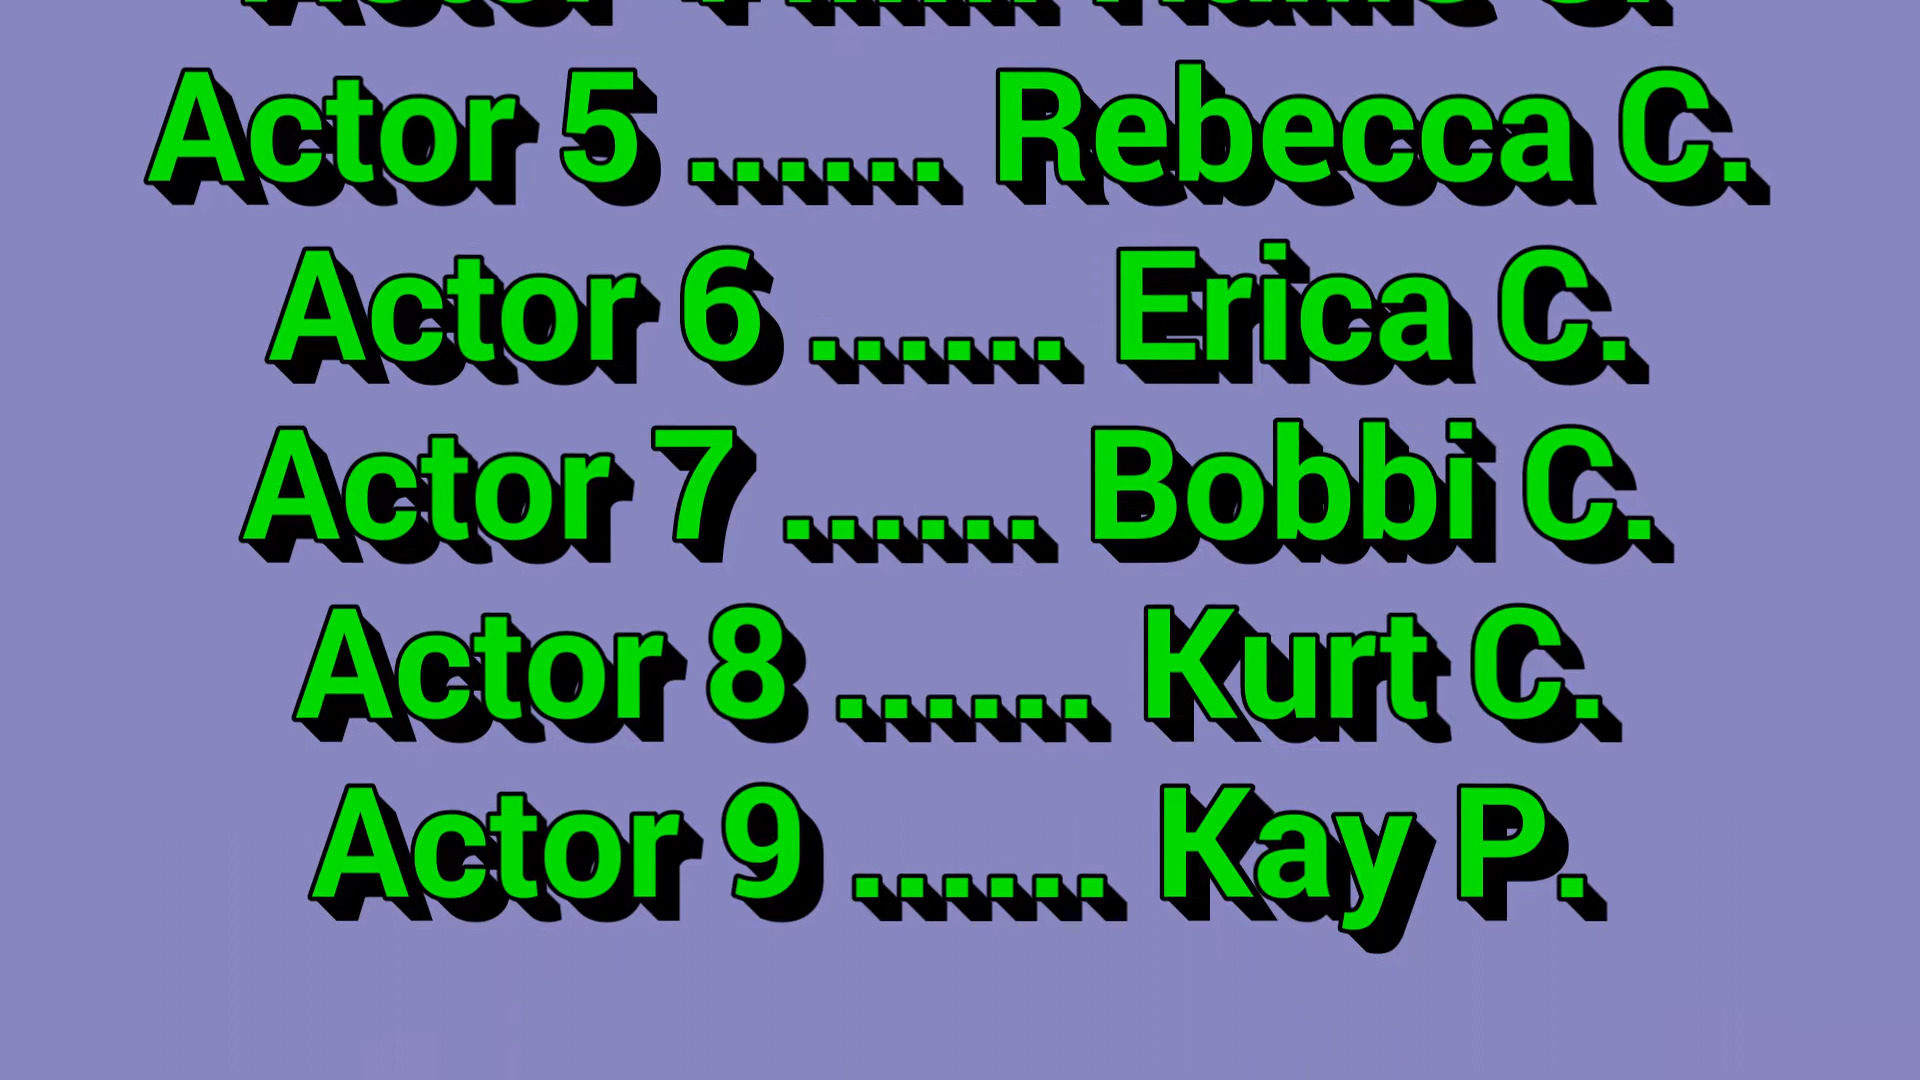 Actor 5 ...... Rebecca C.
Actor 6 ...... Erica C.
Actor 7 ...... Bobbi C.
Actor 8 ...... Kurt C.
Actor 9 ...... Kay P.